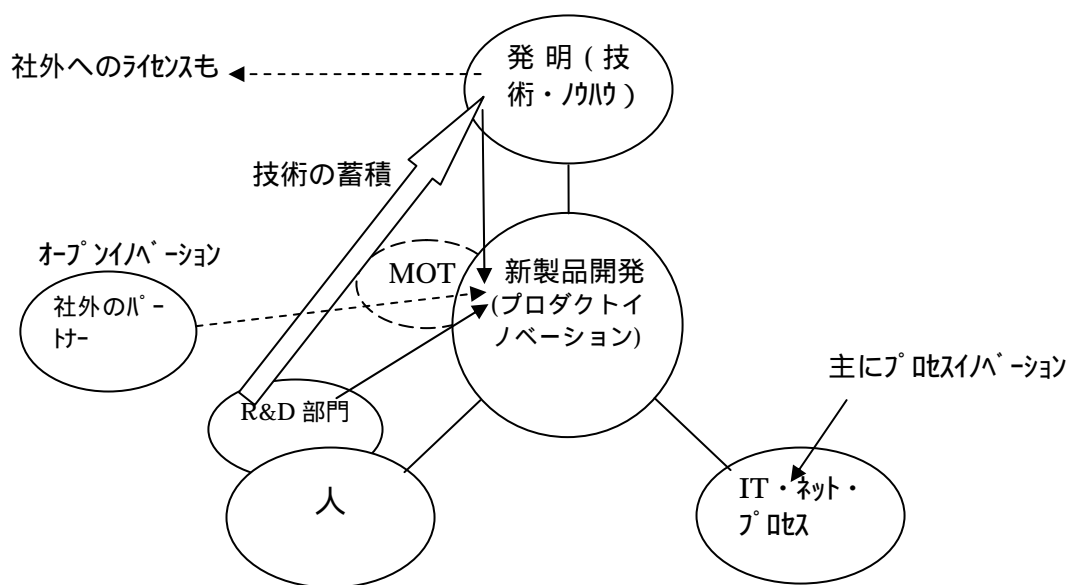 発 明 ( 技
術・ノウハウ )
社外へのライセンスも
技術の蓄積
オープンイノベーション
MOT
新製品開発
(プロダクトイ
ノベーション)
社外のパー
トナー
主にプロセスイノベーション
R&D 部門
人
IT・ネット・
プロセス